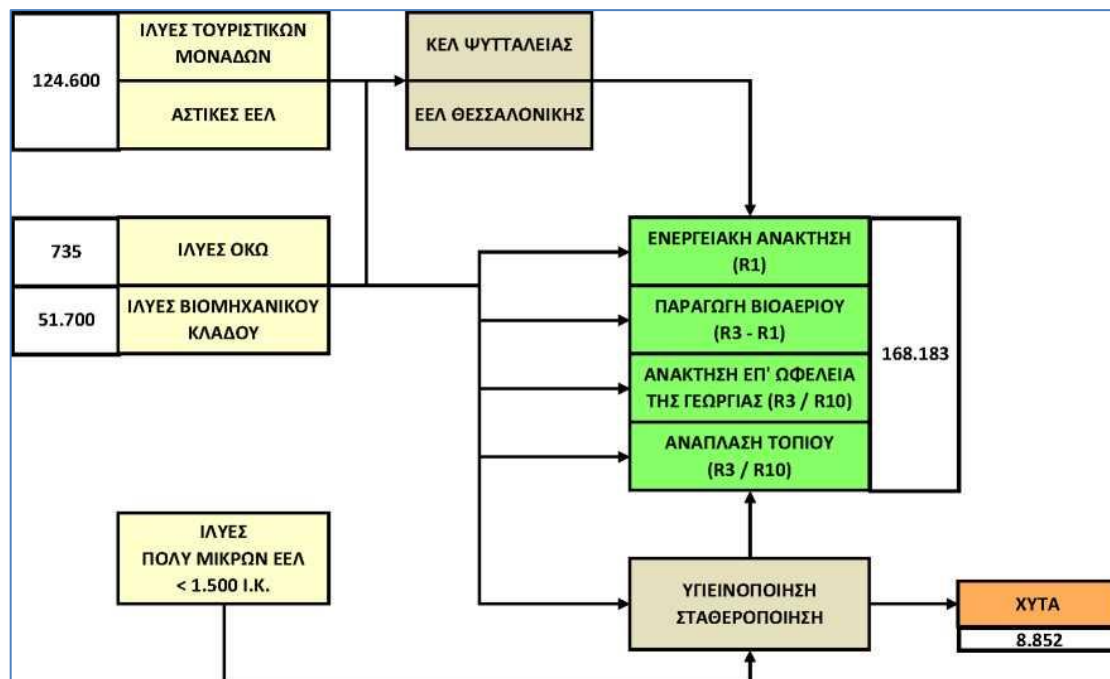 124.600
ΙΛΥΕΣ ΤΟΥΡΙΣΤΙΚΩΝ
ΜΟΝΑΔΩΝ
ΑΣΤΙΚΕΣ ΕΕΛ
ΚΕΛ ΨΥΤΤΑΛΕΙΑΣ
ΕΕΛ ΘΕΣΣΑΛΟΝΙΚΗΣ
735
ΙΛΥΕΣ ΟΚΩ
51.700
ΙΛΥΕΣ ΒΙΟΜΗΧΑΝΙΚΟΥ
ΚΛΑΔΟΥ
ΕΝΕΡΓΕΙΑΚΗ ΑΝΑΚΤΗΣΗ
(R1)
ΠΑΡΑΓΩΓΗ ΒΙΟΑΕΡΙΟΥ
(R3 - R1)
ΑΝΑΚΤΗΣΗ ΕΠ' ΩΦΕΛΕΙΑ
ΤΗΣ ΓΕΩΡΓΙΑΣ (R3 / R10)
ΑΝΑΠΛΑΣΗ ΤΟΠΙΟΥ
(R3 / R10)
168.183
ΙΛΥΕΣ
ΠΟΛΥ ΜΙΚΡΩΝ ΕΕΛ
< 1.500 Ι.Κ.
ΥΓΙΕΙΝΟΠΟΙΗΣΗ
ΣΤΑΘΕΡΟΠΟΙΗΣΗ
ΧΥΤΑ
8.852